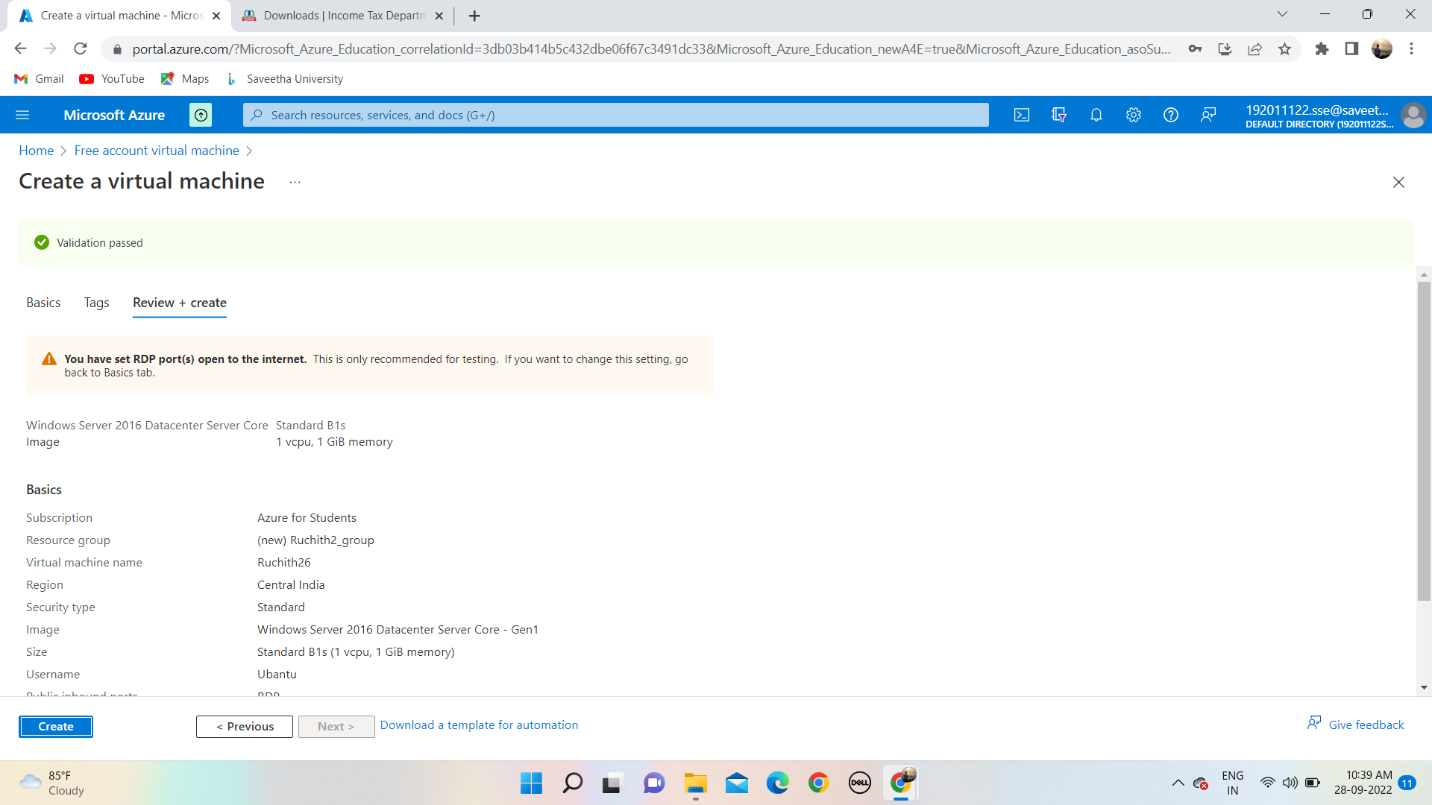 Create a virtual machine - Micros
Downloads | Income Tax Departm
portal.azure.com/?Microsoft_Azure_Education_correlationId=3db03b414b5c432dbe06f67c3491dc33&Microsoft_Azure_Education_newA4E=true&Microsoft_Azure_Education_asoSu...
Gmail
YouTube
Maps
Saveetha University
Microsoft Azure
Search resources, services, and docs (G+/)
192011122.sse@saveet...
DEFAULT DIRECTORY (192011122S...
Home > Free account virtual machine >
Create a virtual machine ...
Validation passed
Basics Tags Review + create
You have set RDP port(s) open to the internet. This is only recommended for testing. If you want to change this setting, go
back to Basics tab.
Windows Server 2016 Datacenter Server Core Standard B1s
Image 1 vcpu, 1 GiB memory
Basics
Subscription Azure for Students
Resource group (new) Ruchith2_group
Virtual machine name Ruchith26
Region Central India
Security type Standard
Image Windows Server 2016 Datacenter Server Core - Gen1
Size Standard B1s (1 vcpu, 1 GiB memory)
Username Ubantu
Public inbound ports RDP
Create < Previous Next > Download a template for automation Give feedback
85°F
Cloudy
DELL
ENG
IN
10:39 AM
28-09-2022
11